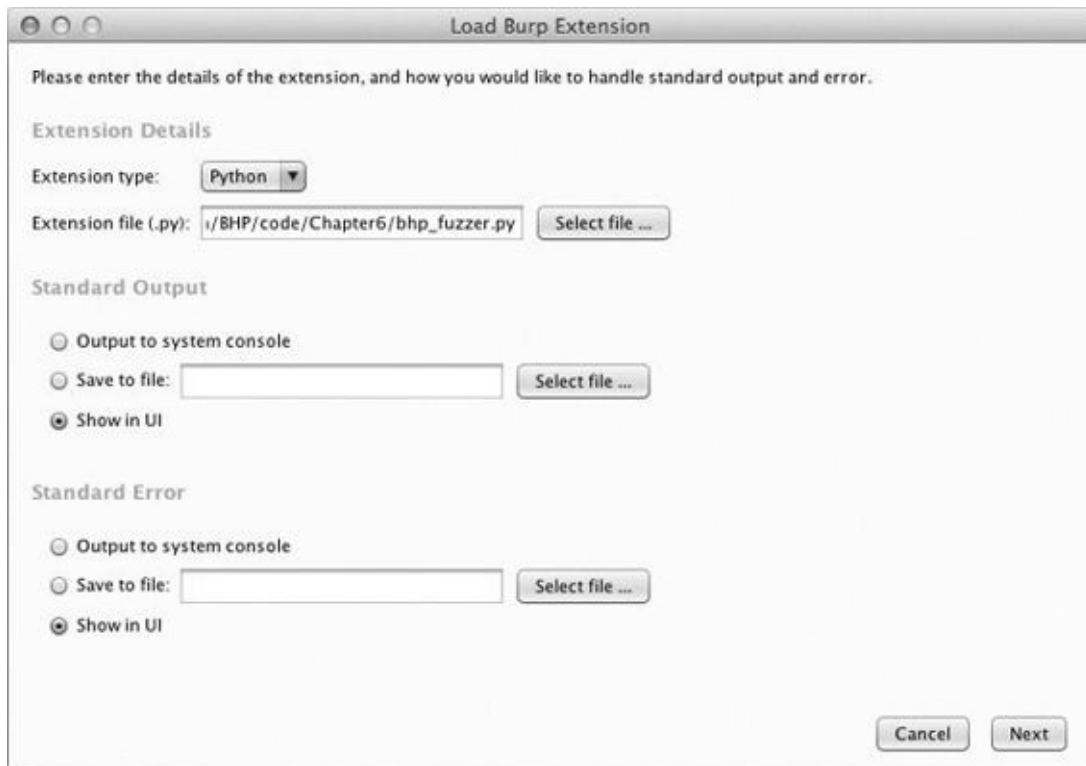 Load Burp Extension
Please enter the details of the extension, and how you would like to handle standard output and error.
Extension Details
Extension type: Python
Extension file (.py): /BHP/code/Chapter6/bhp_fuzzer.py Select file ...
Standard Output
Output to system console
Save to file: Select file ...
Show in UI
Standard Error
Output to system console
Save to file: Select file ...
Show in UI
Cancel Next